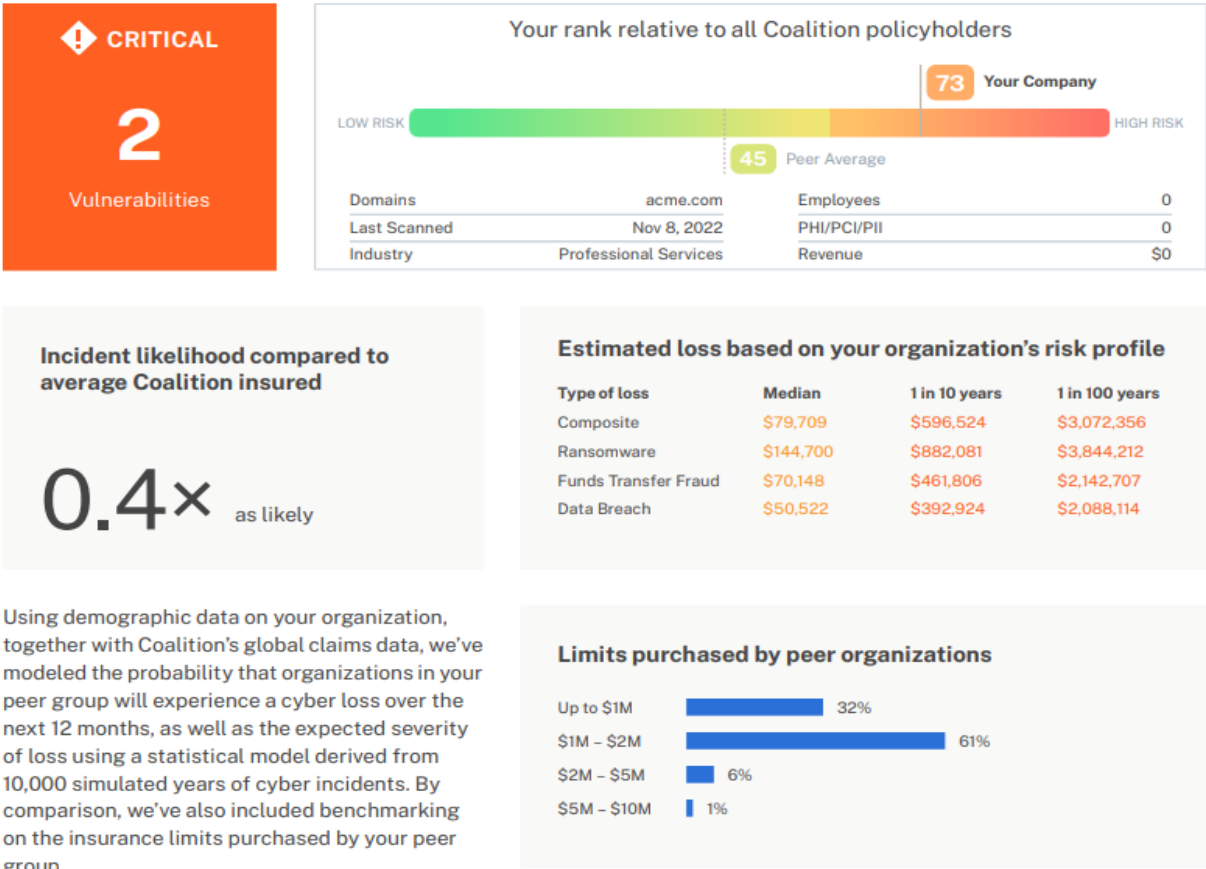 CRITICAL
2
Vulnerabilities
Your rank relative to all Coalition policyholders
73 Your Company
LOW RISK HIGH RISK
45 Peer Average
Domains acme.com Employees 0
Last Scanned Nov 8, 2022 PHI/PCI/PII 0
Industry Professional Services Revenue $0
Incident likelihood compared to
average Coalition insured
0.4× as likely
Estimated loss based on your organization’s risk profile
Type of loss Median 1 in 10 years 1 in 100 years
Composite $79,709 $596,524 $3,072,356
Ransomware $144,700 $882,081 $3,844,212
Funds Transfer Fraud $70,148 $461,806 $2,142,707
Data Breach $50,522 $392,924 $2,088,114
Using demographic data on your organization,
together with Coalition’s global claims data, we’ve
modeled the probability that organizations in your
peer group will experience a cyber loss over the
next 12 months, as well as the expected severity
of loss using a statistical model derived from
10,000 simulated years of cyber incidents. By
comparison, we’ve also included benchmarking
on the insurance limits purchased by your peer
group.
Limits purchased by peer organizations
Up to $1M 32%
$1M – $2M 61%
$2M – $5M 6%
$5M – $10M 1%